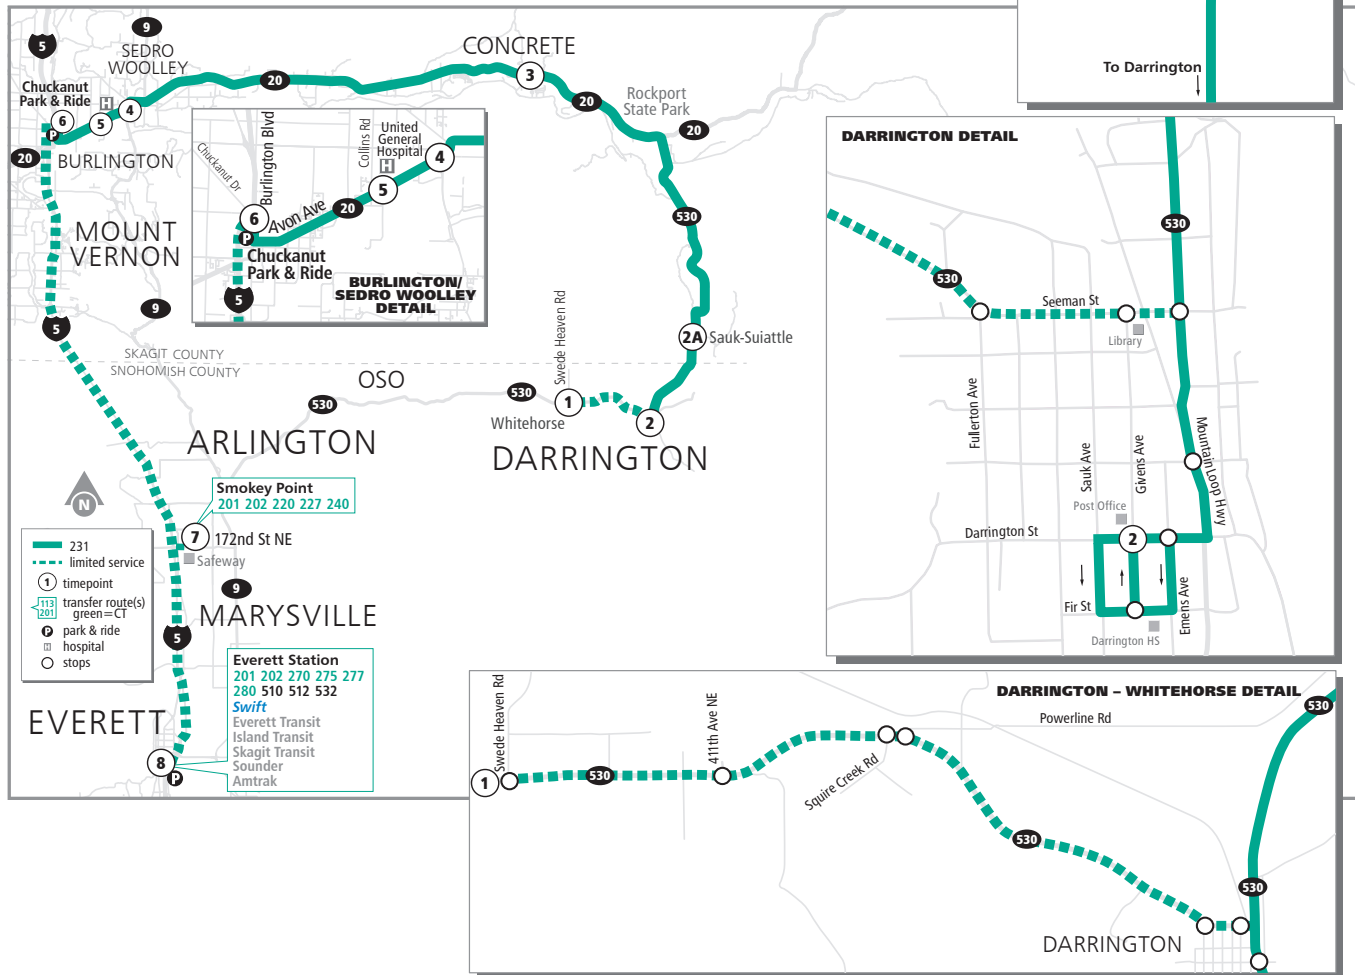 9
5
SEDRO
WOOLLEY
CONCRETE
3
20
20
Rockport
State Park
20
Chuckanut
Park & Ride
H
4
5
6
P
20
BURLINGTON
MOUNT
VERNON
9
5
SKAGIT COUNTY
SNOHOMISH COUNTY
530
2A
Sauk-Suiattle
Swede Heaven Rd
OSO
530
530
1
Whitehorse
2
ARLINGTON
DARRINGTON
N
Smokey Point
201 202 220 227 240
7
172nd St NE
Safeway
9
MARYSVILLE
5
Everett Station
201 202 270 275 277
280 510 512 532
Swift
Everett Transit
Island Transit
Skagit Transit
Sounder
Amtrak
EVERETT
8
P
231
limited service
1
timepoint
113
201
transfer route(s)
green=CT
P
park & ride
H
hospital
stops
Chuckanut Dr
Burlington Blvd
Collins Rd
United
General
Hospital
H
4
5
20
6
Avon Ave
P
Chuckanut
Park & Ride
5
BURLINGTON/
SEDRO WOOLLEY
DETAIL
To Darrington
DARRINGTON DETAIL
530
530
Seeman St
Library
Fullerton Ave
Sauk Ave
Givens Ave
Mountain Loop Hwy
Post Office
Darrington St
2
Fir St
Emens Ave
Darrington HS
DARRINGTON – WHITEHORSE DETAIL
530
Powerline Rd
Swede Heaven Rd
411th Ave NE
1
530
Squire Creek Rd
530
530
DARRINGTON